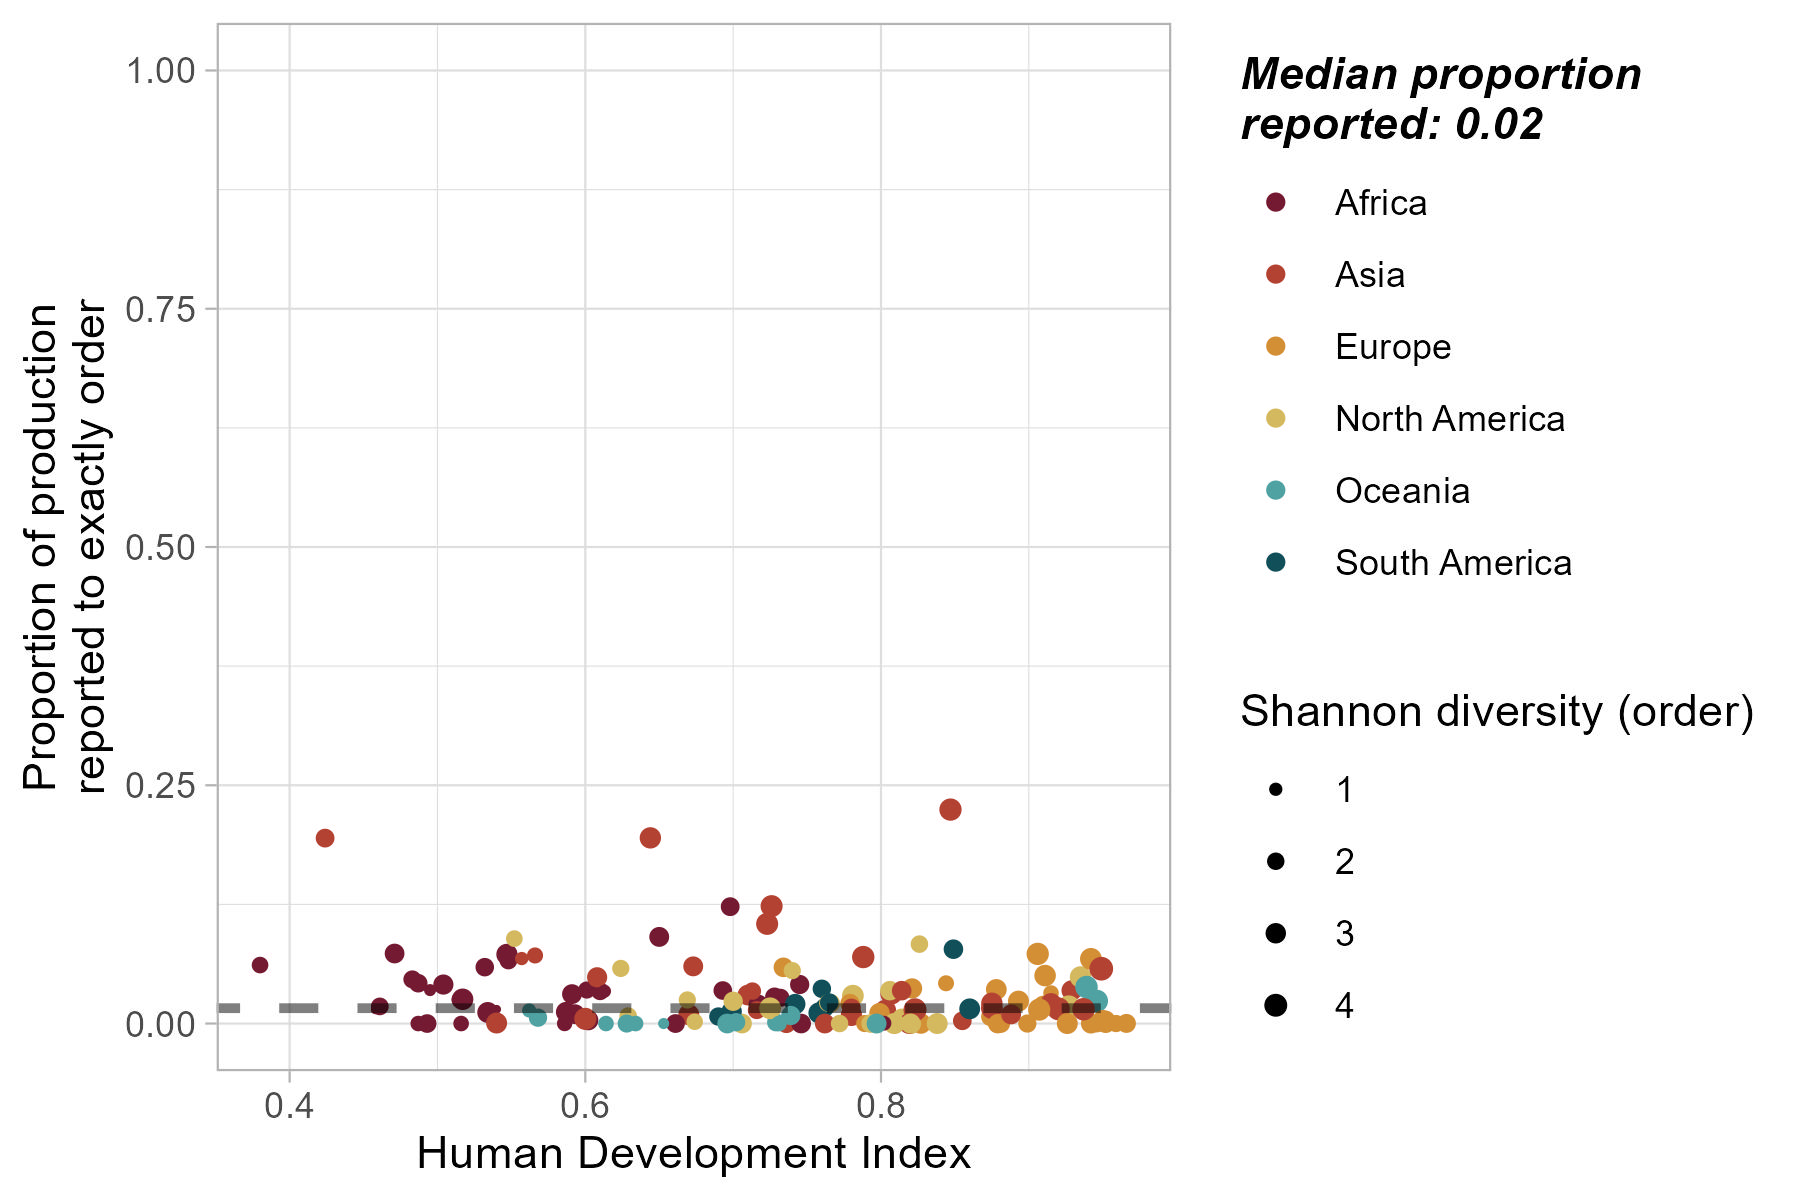 Proportion of production
reported to exactly order
1.00
0.75
0.50
0.25
0.00
0.4
0.6
0.8
Human Development Index
Median proportion
reported: 0.02
Africa
Asia
Europe
North America
Oceania
South America
Shannon diversity (order)
1
2
3
4